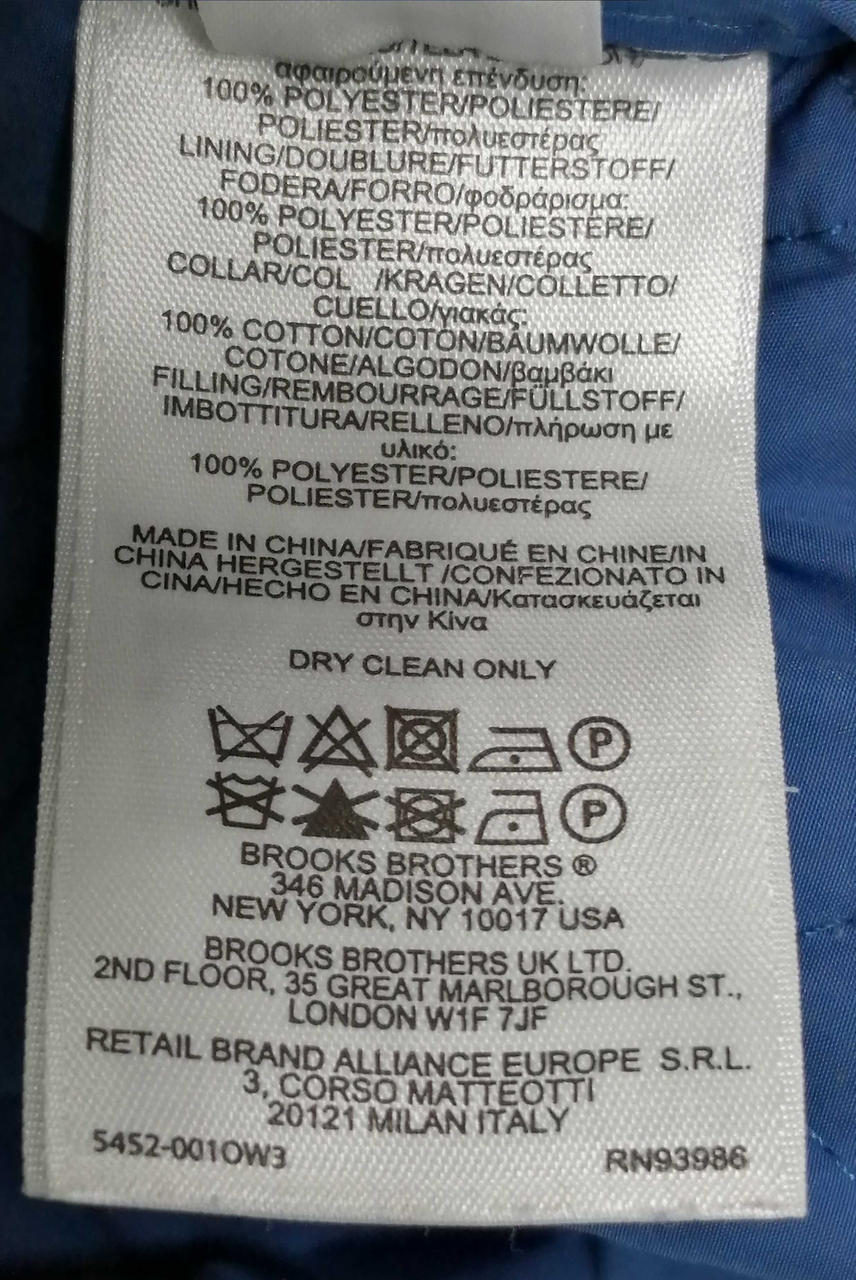 αφαιρούμενη επένδυση:
100% POLYESTER/POLIESTERE/
POLIESTER/πολυεστέρας
LINING/DOUBLURE/FUTTERSTOFF/
FODERA/FORRO/φοδράρισμα:
100% POLYESTER/POLIESTERE/
POLIESTER/πολυεστέρας
COLLAR/COL /KRAGEN/COLLETTO/
CUELLO/γιακάς:
100% COTTON/COTON/BAUMWOLLE/
COTONE/ALGODON/βαμβάκι
FILLING/REMBOURRAGE/FÜLLSTOFF/
IMBOTTITURA/RELLENO/πλήρωση με
υλικό:
100% POLYESTER/POLIESTERE/
POLIESTER/πολυεστέρας
MADE IN CHINA/FABRIQUÉ EN CHINE/IN
CHINA HERGESTELLT /CONFEZIONATO IN
CINA/HECHO EN CHINA/Κατασκευάζεται
στην Κίνα
DRY CLEAN ONLY
P
P
BROOKS BROTHERS ®
346 MADISON AVE.
NEW YORK, NY 10017 USA
BROOKS BROTHERS UK LTD.
2ND FLOOR, 35 GREAT MARLBOROUGH ST.,
LONDON W1F 7JF
RETAIL BRAND ALLIANCE EUROPE S.R.L.
3, CORSO MATTEOTTI
20121 MILAN ITALY
5452-001OW3 RN93986